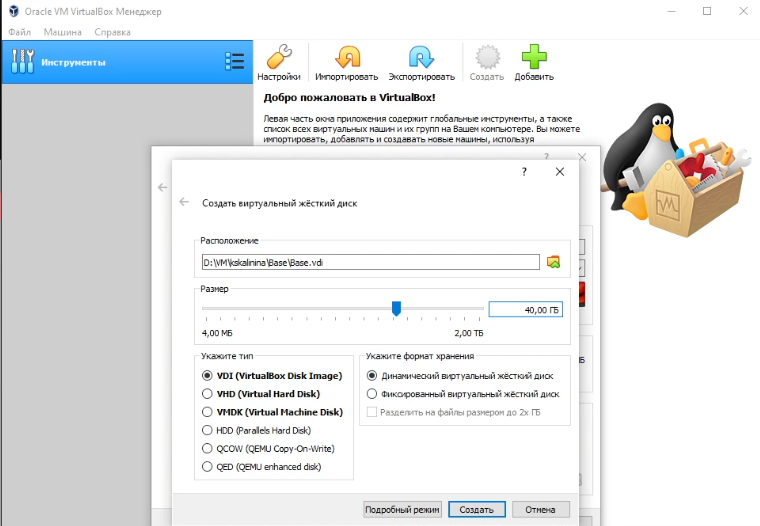 Oracle VM VirtualBox Менеджер
Файл Машина Справка
Инструменты
Настройки Импортировать Экспортировать Создать Добавить
Добро пожаловать в VirtualBox!
Левая часть окна приложения содержит глобальные инструменты, а также
список всех виртуальных машин и их групп на Вашем компьютере. Вы можете
импортировать, добавлять и создавать новые машины, используя
?
?
Создать виртуальный жёсткий диск
Расположение
D:\VM\kskalinina\Base\Base.vdi
Размер
40,00 ГБ
4,00 МБ 2,00 ТБ
Укажите тип
VDI (VirtualBox Disk Image)
VHD (Virtual Hard Disk)
VMDK (Virtual Machine Disk)
HDD (Parallels Hard Disk)
QCOW (QEMU Copy-On-Write)
QED (QEMU enhanced disk)
Укажите формат хранения
Динамический виртуальный жёсткий диск
Фиксированный виртуальный жёсткий диск
Разделить на файлы размером до 2х ГБ
Подробный режим Создать Отмена